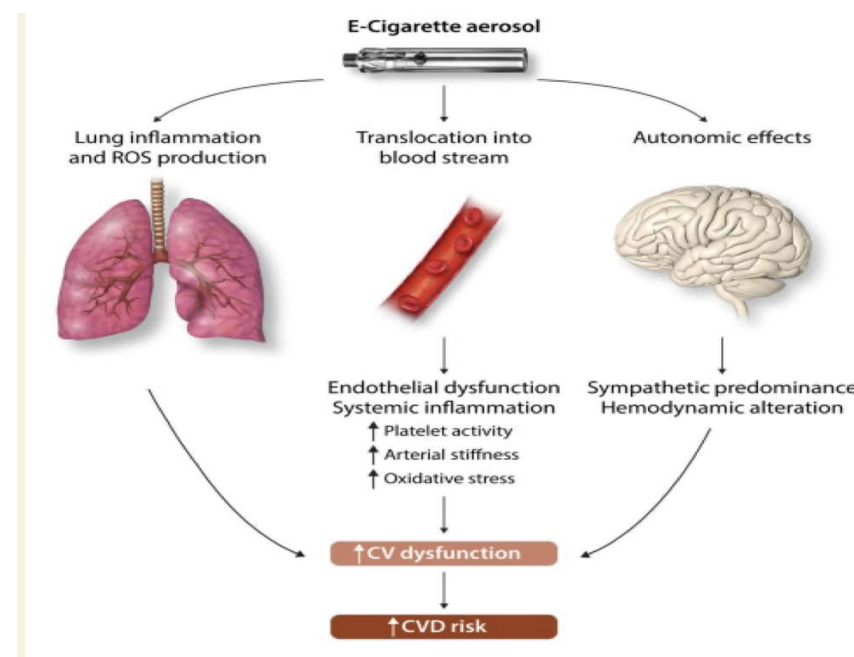 E-Cigarette aerosol
Lung inflammation
and ROS production
Translocation into
blood stream
Autonomic effects
Endothelial dysfunction
Systemic inflammation
↑ Platelet activity
↑ Arterial stiffness
↑ Oxidative stress
Sympathetic predominance
Hemodynamic alteration
↑CV dysfunction
↑CVD risk